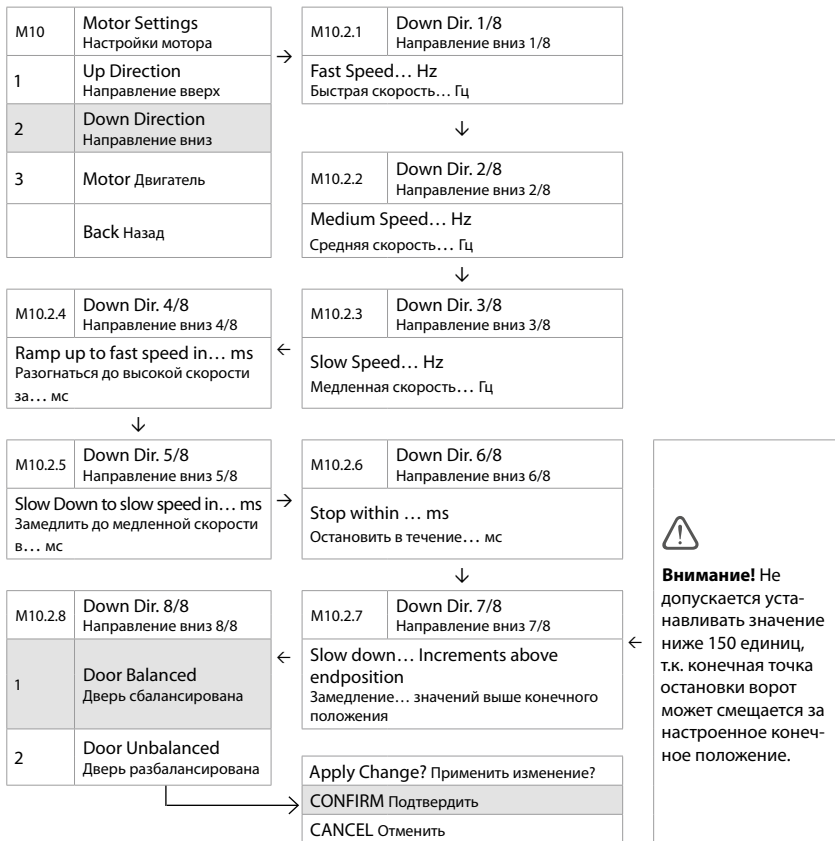 M10
Motor Settings
Настройки мотора
1
Up Direction
Направление вверх
2
Down Direction
Направление вниз
3
Motor Двигатель
Back Назад
→
M10.2.1
Down Dir. 1/8
Направление вниз 1/8
Fast Speed… Hz
Быстрая скорость… Гц
↓
M10.2.2
Down Dir. 2/8
Направление вниз 2/8
Medium Speed… Hz
Средняя скорость… Гц
↓
M10.2.3
Down Dir. 3/8
Направление вниз 3/8
Slow Speed… Hz
Медленная скорость… Гц
←
M10.2.4
Down Dir. 4/8
Направление вниз 4/8
Ramp up to fast speed in… ms
Разогнаться до высокой скорости
за… мс
↓
M10.2.5
Down Dir. 5/8
Направление вниз 5/8
Slow Down to slow speed in… ms
Замедлить до медленной скорости
в… мс
→
M10.2.6
Down Dir. 6/8
Направление вниз 6/8
Stop within … ms
Остановить в течение… мс
↓
M10.2.7
Down Dir. 7/8
Направление вниз 7/8
Slow down… Increments above
endposition
Замедление… значений выше конечного
положения
←
Внимание! Не
допускается уста-
навливать значение
ниже 150 единиц,
т.к. конечная точка
остановки ворот
может смещается за
настроенное конеч-
ное положение.
←
M10.2.8
Down Dir. 8/8
Направление вниз 8/8
1
Door Balanced
Дверь сбалансирована
2
Door Unbalanced
Дверь разбалансирована
Apply Change? Применить изменение?
CONFIRM Подтвердить
CANCEL Отменить